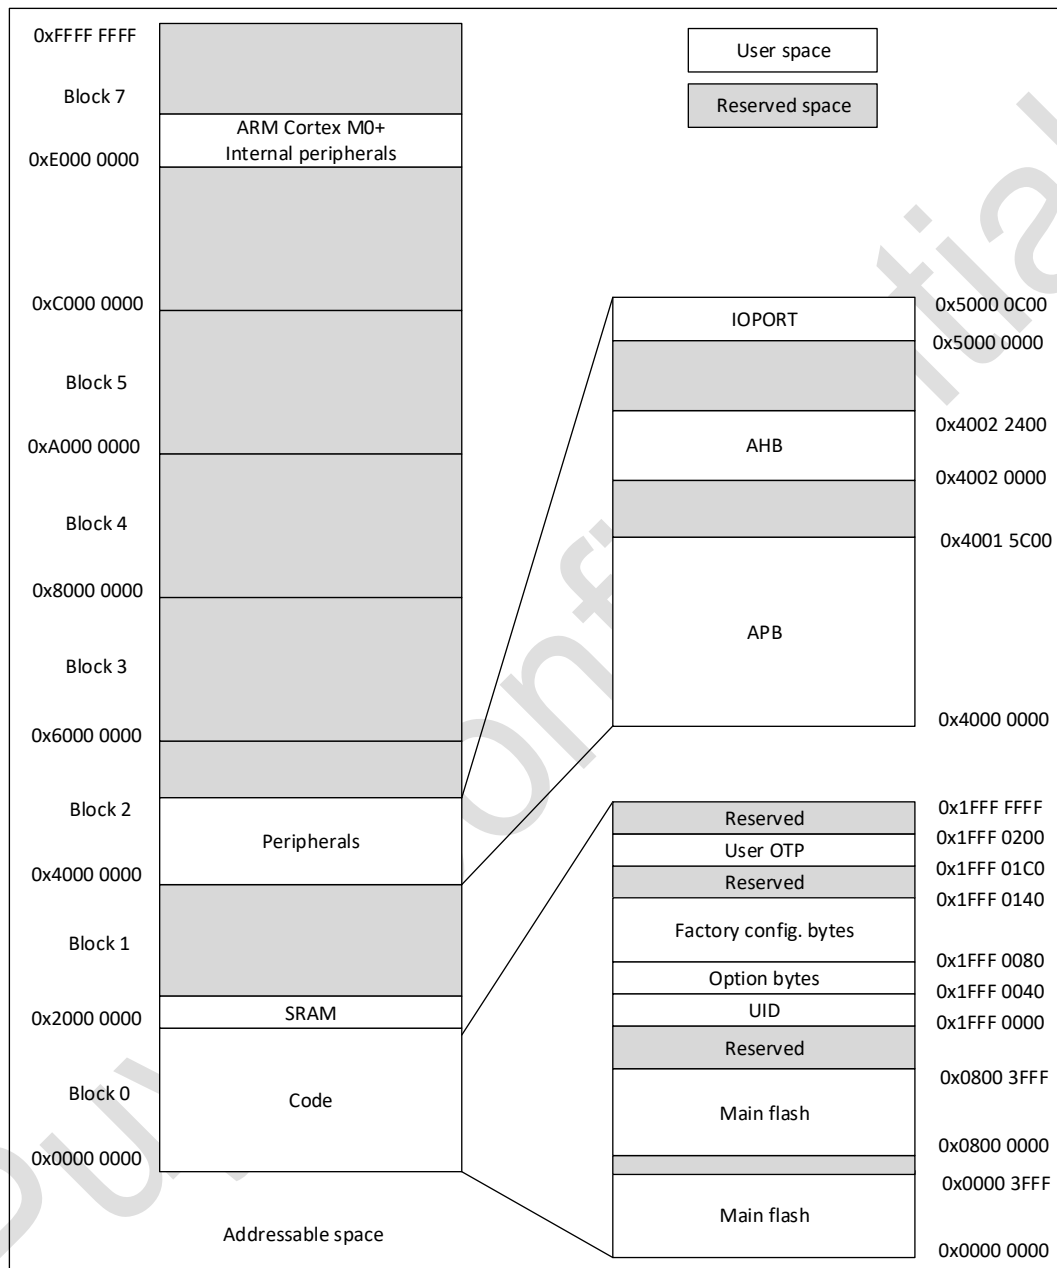 0xFFFF FFFF
Block 7
ARM Cortex M0+
Internal peripherals
0xE000 0000
0xC000 0000
Block 5
0xA000 0000
Block 4
0x8000 0000
Block 3
0x6000 0000
Block 2
Peripherals
0x4000 0000
Block 1
SRAM
0x2000 0000
Block 0
Code
0x0000 0000
Addressable space
User space
Reserved space
IOPORT
0x5000 0C00
0x5000 0000
AHB
0x4002 2400
0x4002 0000
0x4001 5C00
APB
0x4000 0000
Reserved
0x1FFF FFFF
User OTP
0x1FFF 0200
Reserved
0x1FFF 01C0
0x1FFF 0140
Factory config. bytes
0x1FFF 0080
Option bytes
0x1FFF 0040
UID
0x1FFF 0000
Reserved
0x0800 3FFF
Main flash
0x0800 0000
0x0000 3FFF
Main flash
0x0000 0000